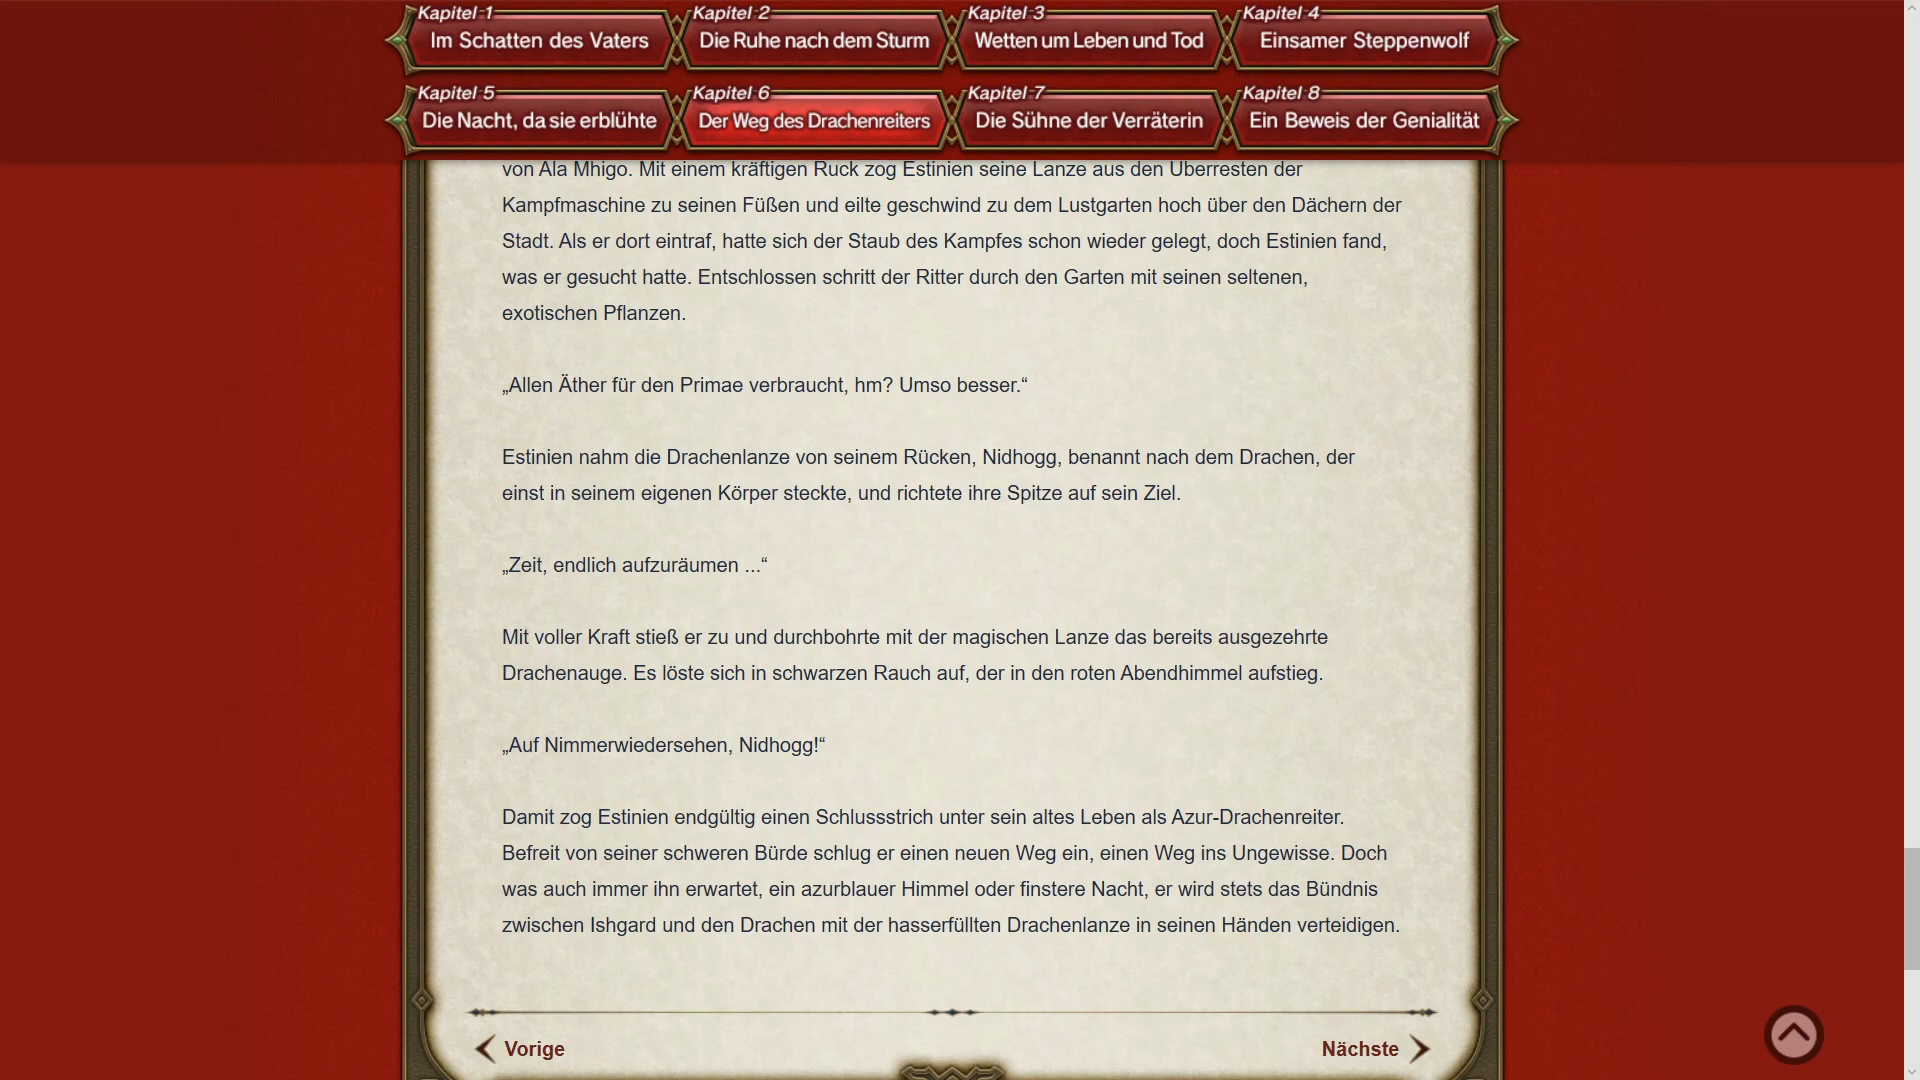 Kapitel 1
Im Schatten des Vaters
Kapitel 2
Die Ruhe nach dem Sturm
Kapitel 3
Wetten um Leben und Tod
Kapitel 4
Einsamer Steppenwolf
Kapitel 5
Die Nacht, da sie erblühte
Kapitel 6
Der Weg des Drachenreiters
Kapitel 7
Die Sühne der Verräterin
Kapitel 8
Ein Beweis der Genialität
von Ala Mhigo. Mit einem kräftigen Ruck zog Estinien seine Lanze aus den Überresten der
Kampfmaschine zu seinen Füßen und eilte geschwind zu dem Lustgarten hoch über den Dächern der
Stadt. Als er dort eintraf, hatte sich der Staub des Kampfes schon wieder gelegt, doch Estinien fand,
was er gesucht hatte. Entschlossen schritt der Ritter durch den Garten mit seinen seltenen,
exotischen Pflanzen.
„Allen Äther für den Primae verbraucht, hm? Umso besser.“
Estinien nahm die Drachenlanze von seinem Rücken, Nidhogg, benannt nach dem Drachen, der
einst in seinem eigenen Körper steckte, und richtete ihre Spitze auf sein Ziel.
„Zeit, endlich aufzuräumen ...“
Mit voller Kraft stieß er zu und durchbohrte mit der magischen Lanze das bereits ausgezehrte
Drachenauge. Es löste sich in schwarzen Rauch auf, der in den roten Abendhimmel aufstieg.
„Auf Nimmerwiedersehen, Nidhogg!“
Damit zog Estinien endgültig einen Schlussstrich unter sein altes Leben als Azur-Drachenreiter.
Befreit von seiner schweren Bürde schlug er einen neuen Weg ein, einen Weg ins Ungewisse. Doch
was auch immer ihn erwartet, ein azurblauer Himmel oder finstere Nacht, er wird stets das Bündnis
zwischen Ishgard und den Drachen mit der hasserfüllten Drachenlanze in seinen Händen verteidigen.
Vorige
Nächste